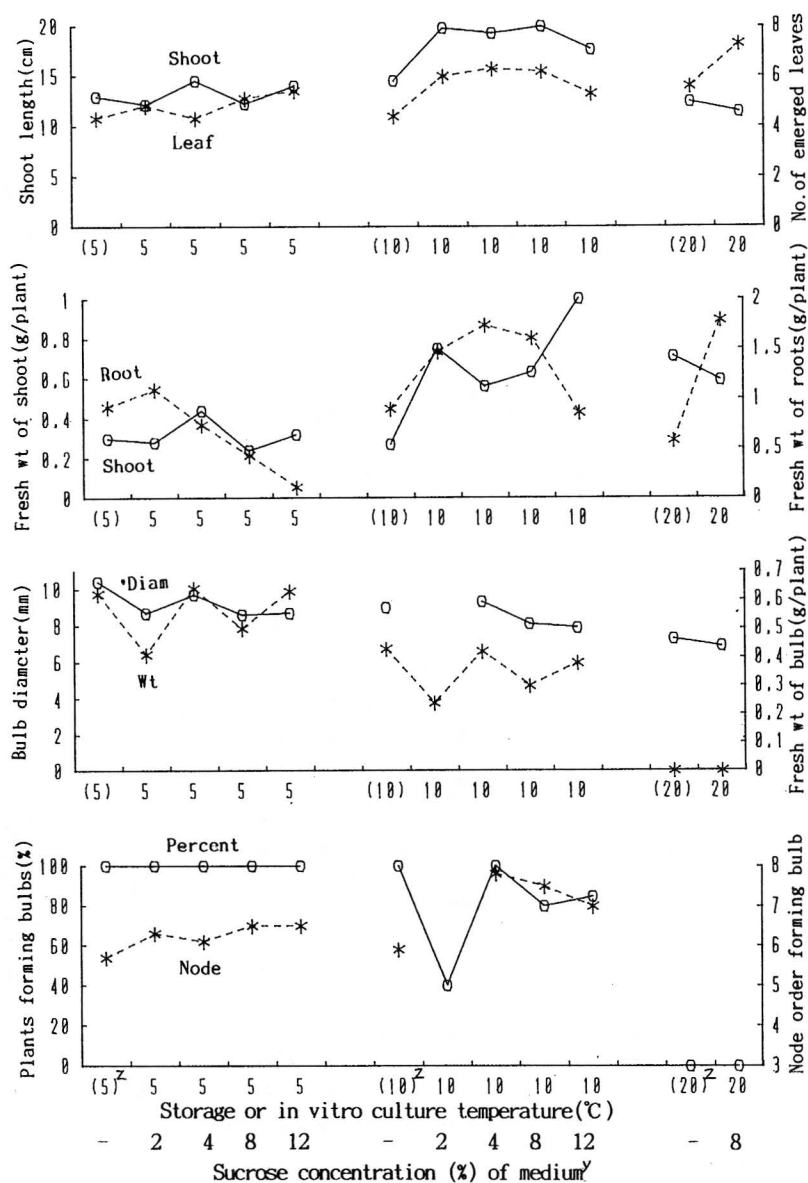 Shoot length(cm)
20
15
10
5
0
Shoot
Leaf
8
6
4
2
0
No.of emerged leaves
(5) 5 5 5 5 (10) 10 10 10 10 (20) 20
Fresh wt of shoot(g/plant)
1
0.8
0.6
0.4
0.2
0
Root
Shoot
2
1.5
1
0.5
0
Fresh wt of roots(g/plant)
(5) 5 5 5 5 (10) 10 10 10 10 (20) 20
Bulb diameter(mm)
10
8
6
4
2
0
Diam
Wt
0.7
0.6
0.5
0.4
0.3
0.2
0.1
0
Fresh wt of bulb(g/plant)
(5) 5 5 5 5 (10) 10 10 10 10 (20) 20
Plants forming bulbs(%)
100
80
60
40
20
0
Percent
Node
8
7
6
5
4
3
Node order forming bulb
(5)z 5 5 5 5 (10)z 10 10 10 10 (20)z 20
Storage or in vitro culture temperature(°C)
- 2 4 8 12 - 2 4 8 12 - 8
Sucrose concentration (%) of mediumy